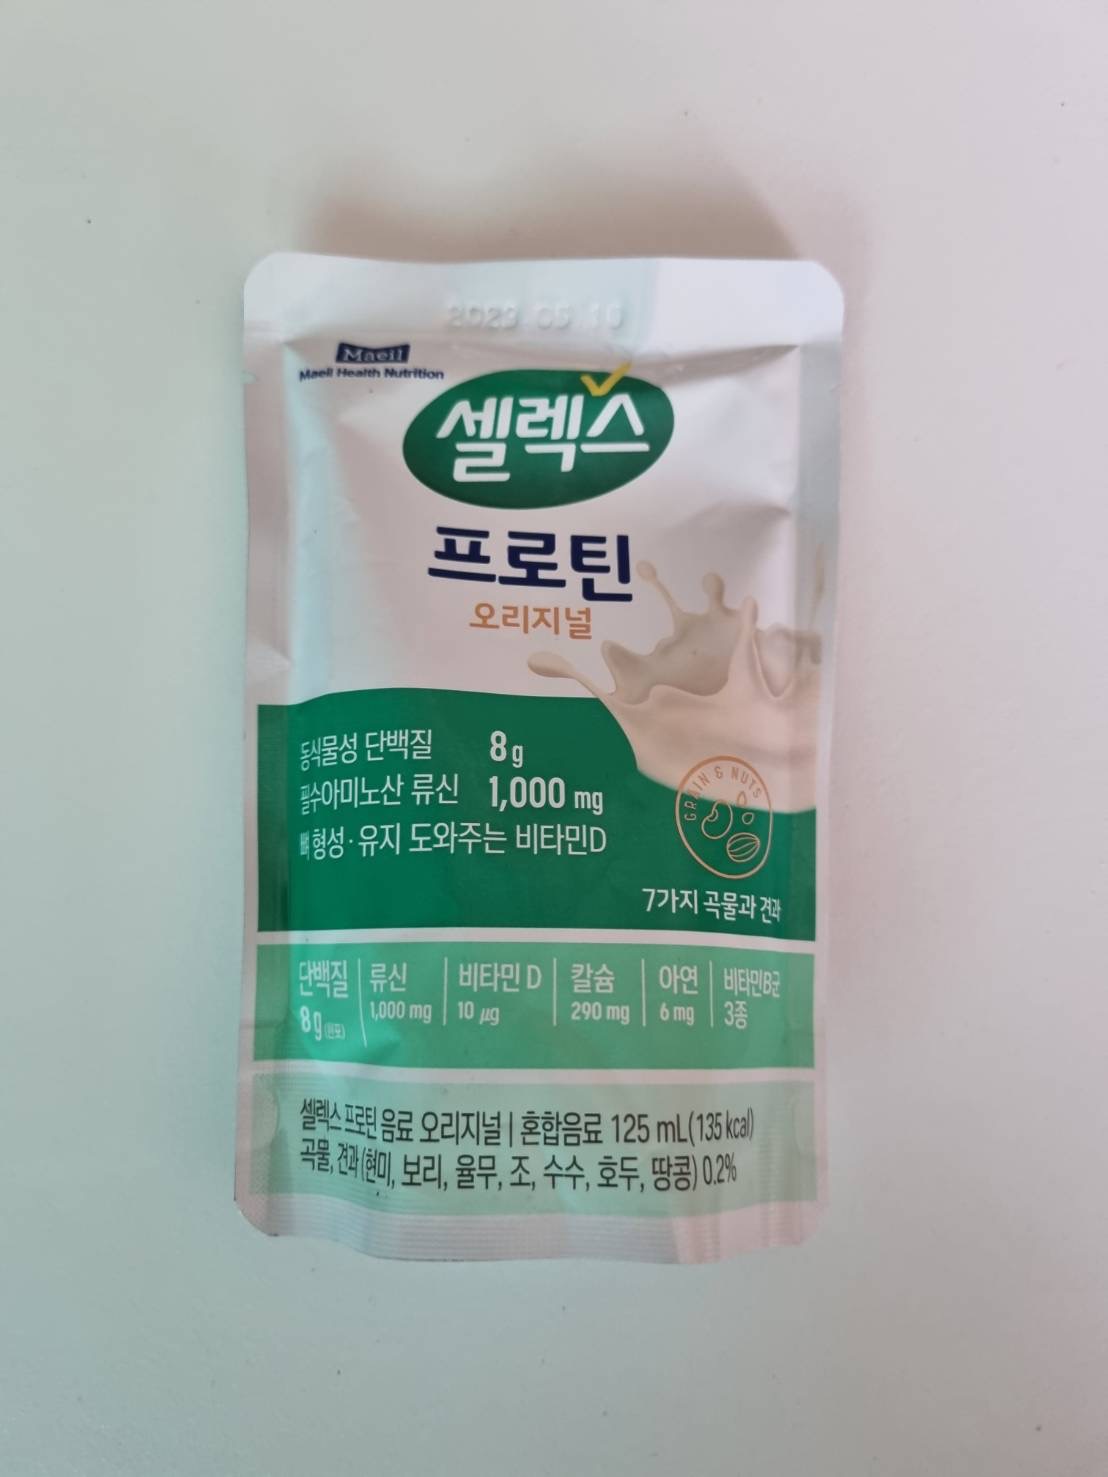 2023.05.10
Maeil
Maeil Health Nutrition
셀렉스
프로틴
오리지널
동식물성 단백질 8 g
필수아미노산 류신 1,000 mg
뼈 형성·유지 도와주는 비타민D
GRAIN & NUTS
7가지 곡물과 견과
단백질 류신 비타민 D 칼슘 아연 비타민B군
8 g 1,000 mg 10 µg 290 mg 6 mg 3종
셀렉스 프로틴 음료 오리지널 | 혼합음료 125 mL(135 kcal)
곡물, 견과(현미, 보리, 율무, 조, 수수, 호두, 땅콩) 0.2%